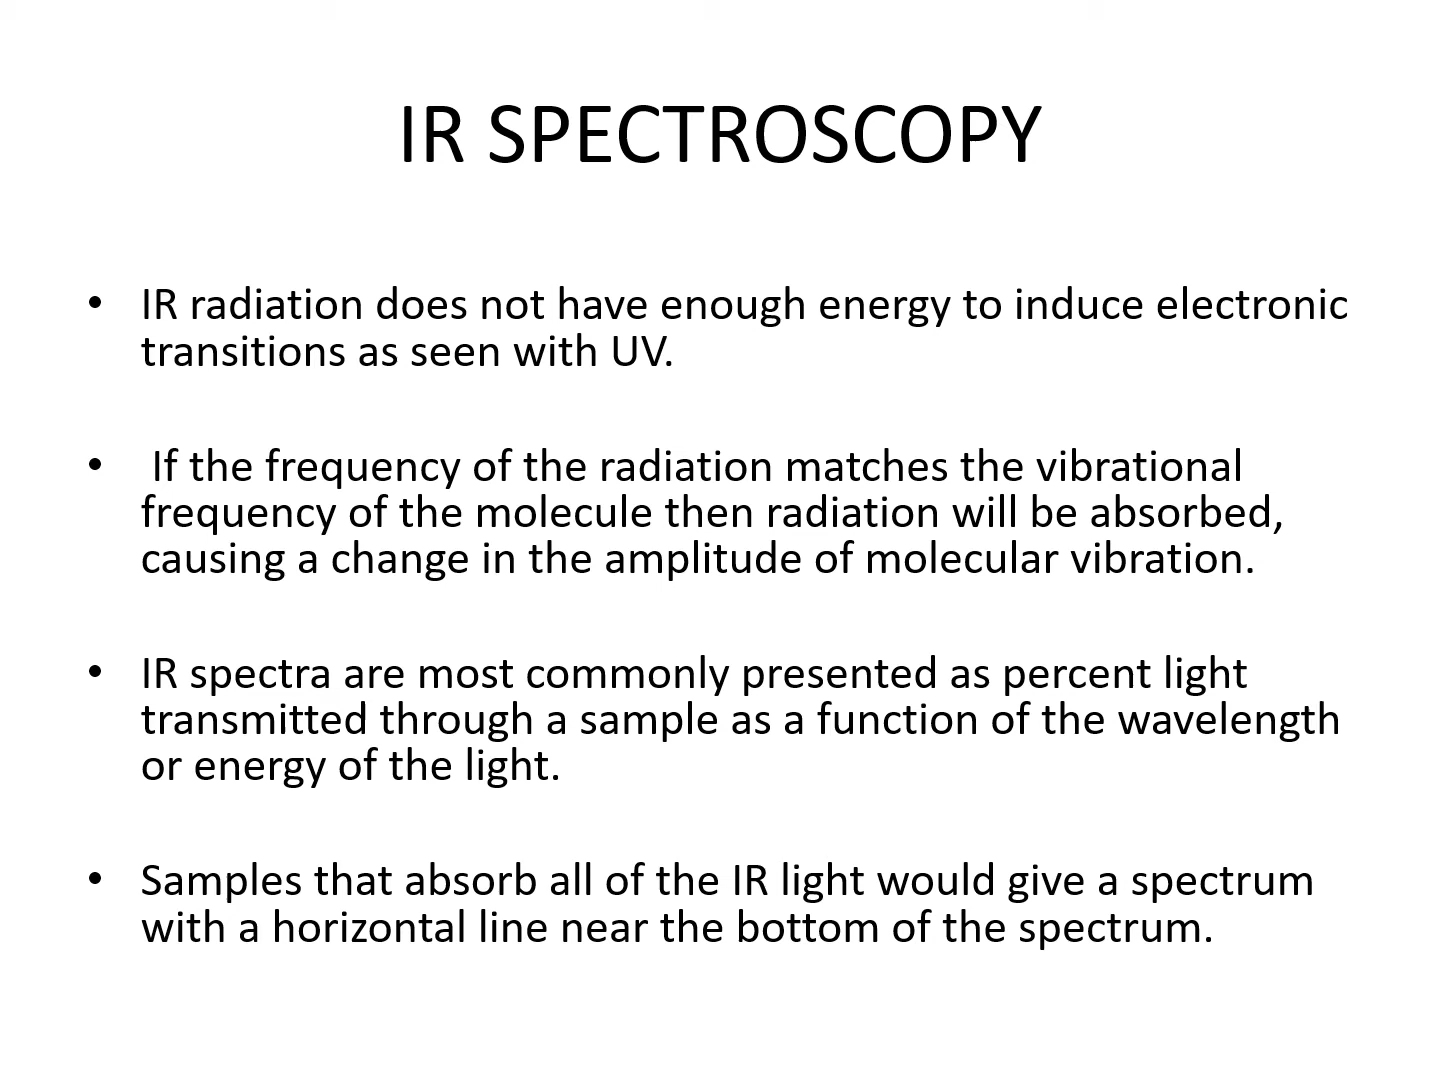 IR SPECTROSCOPY
• IR radiation does not have enough energy to induce electronic
transitions as seen with UV.
• If the frequency of the radiation matches the vibrational
frequency of the molecule then radiation will be absorbed,
causing a change in the amplitude of molecular vibration.
• IR spectra are most commonly presented as percent light
transmitted through a sample as a function of the wavelength
or energy of the light.
• Samples that absorb all of the IR light would give a spectrum
with a horizontal line near the bottom of the spectrum.